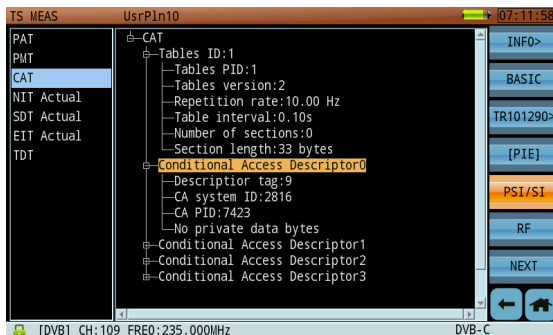 TS MEAS UsrPln10 07:11:58
PAT
PMT
CAT
NIT Actual
SDT Actual
EIT Actual
TDT
CAT
Tables ID:1
Tables PID:1
Tables version:2
Repetition rate:10.00 Hz
Table interval:0.10s
Number of sections:0
Section length:33 bytes
Conditional Access Descriptor0
Descriptior tag:9
CA system ID:2816
CA PID:7423
No private data bytes
Conditional Access Descriptor1
Conditional Access Descriptor2
Conditional Access Descriptor3
INFO>
BASIC
TR101290>
[PIE]
PSI/SI
RF
NEXT
[DVB] CH:109 FREQ:235.000MHz DVB-C